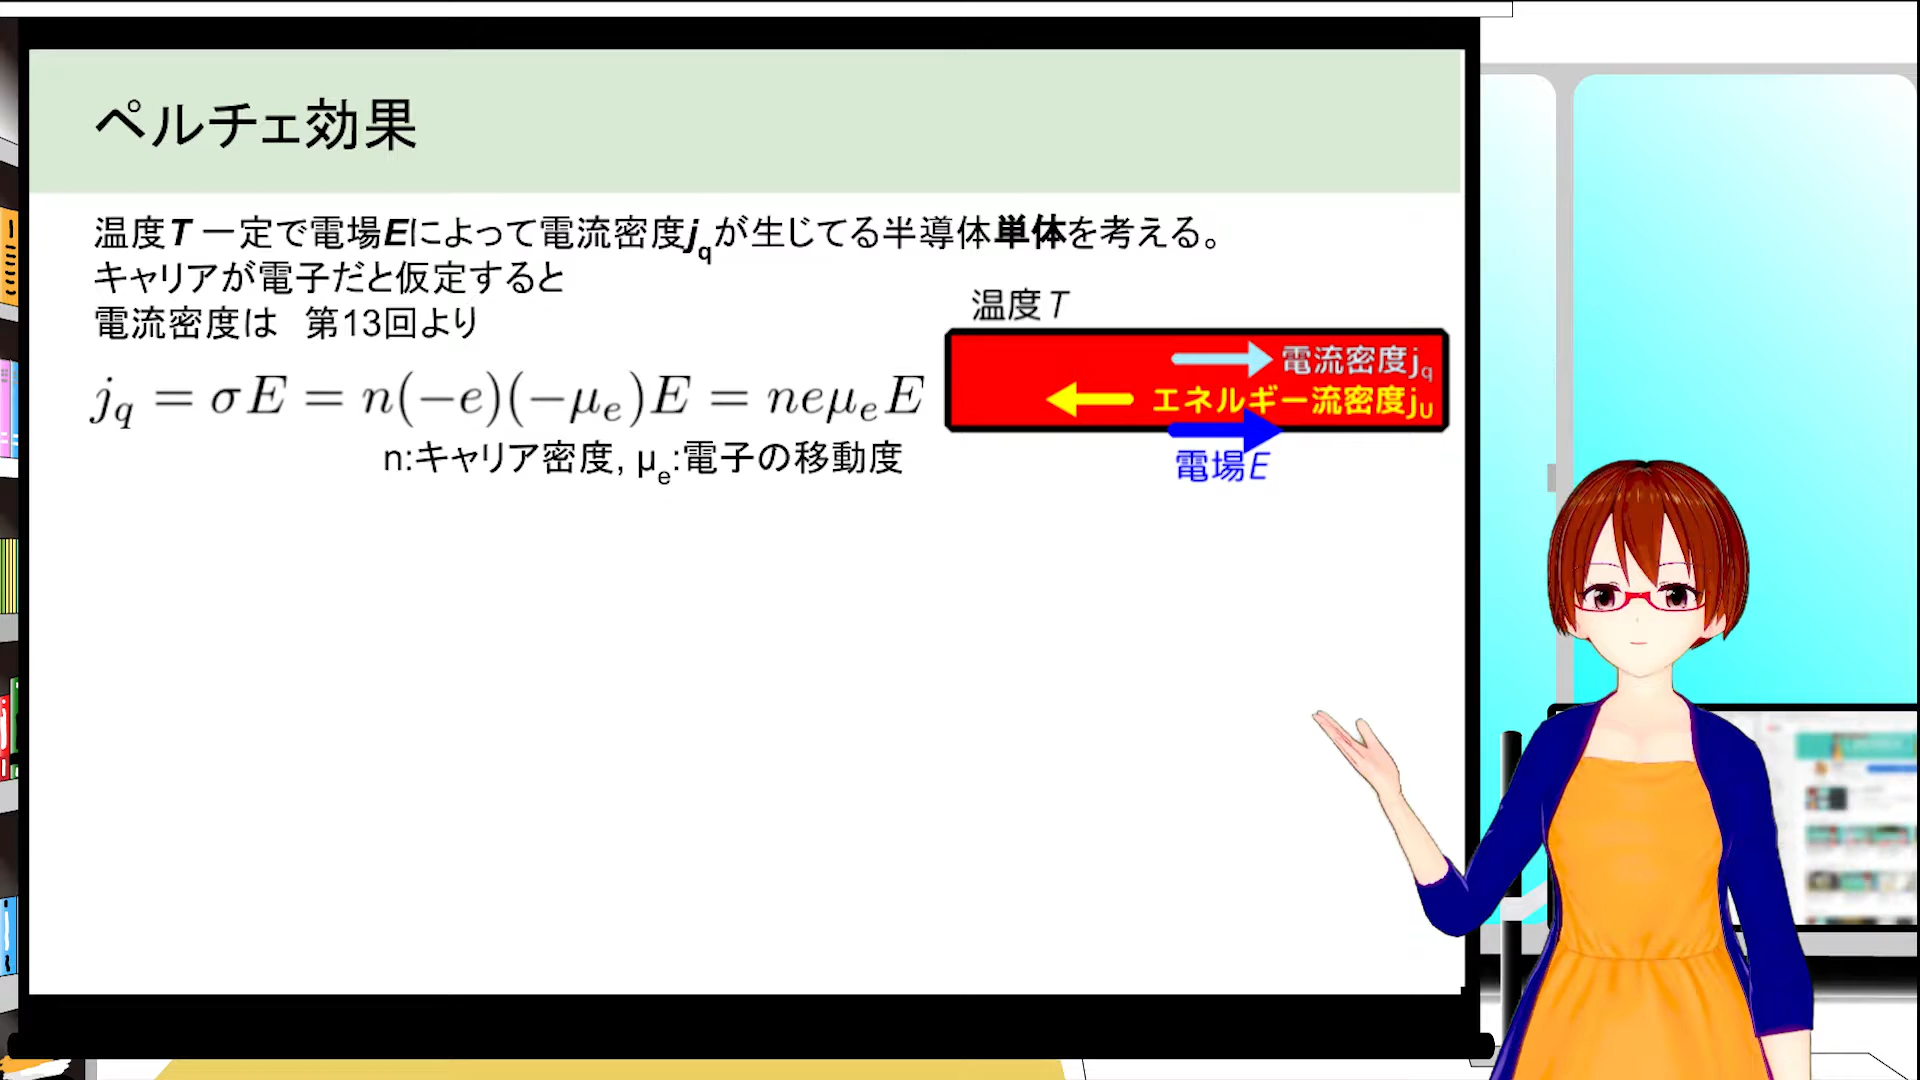 ペルチェ効果
温度T 一定で電場Eによって電流密度jqが生じてる半導体単体を考える。
キャリアが電子だと仮定すると
電流密度は 第13回より
jq = σE = n(−e)(−μe)E = neμeE
n:キャリア密度, μe:電子の移動度
温度T
電流密度jq
エネルギー流密度jU
電場E